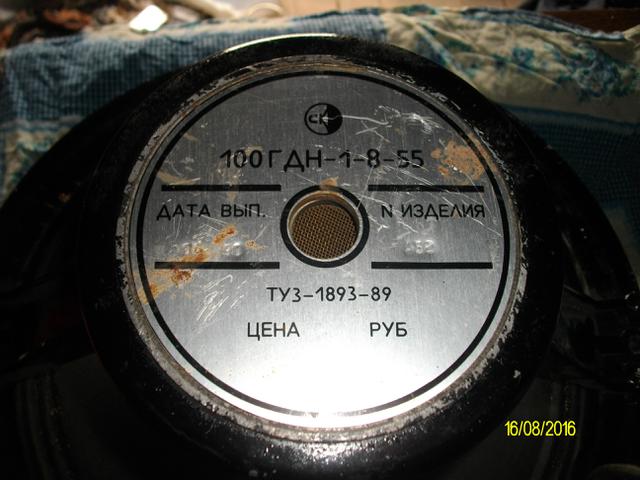 СК
100ГДН-1-8-55
ДАТА ВЫП. N ИЗДЕЛИЯ
ТУ3-1893-89
ЦЕНА РУБ
16/08/2016